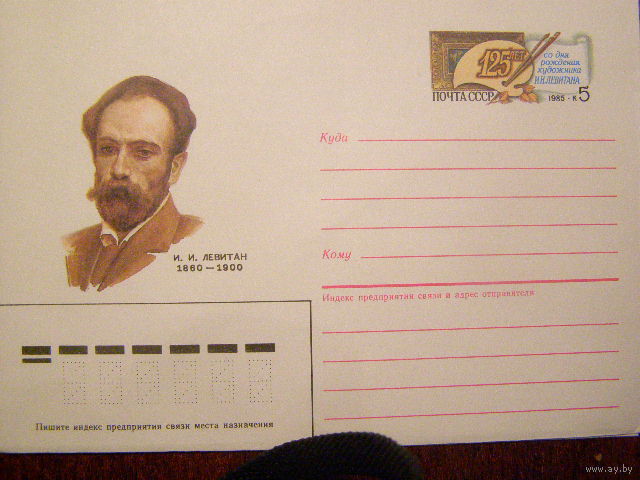 125 ЛЕТ
со дня
рождения
художника
И.И.ЛЕВИТАНА
ПОЧТА СССР
1985 · к 5
Куда
И. И. ЛЕВИТАН
1860—1900
Кому
Индекс предприятия связи и адрес отправителя
Пишите индекс предприятия связи места назначения
www.ay.by